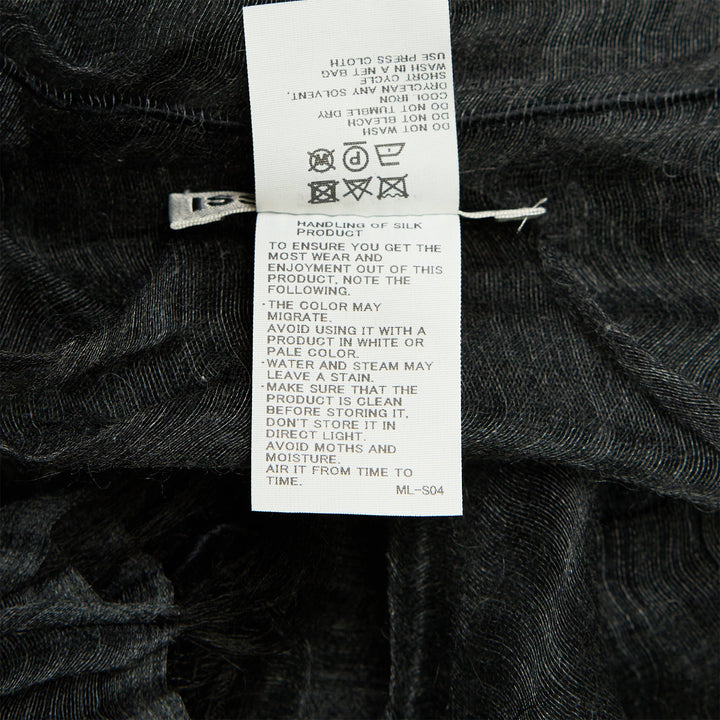 DO NOT WASH
DO NOT BLEACH
DO NOT TUMBLE DRY
COOL IRON
DRYCLEAN ANY SOLVENT,
SHORT CYCLE
WASH IN A NET BAG
USE PRESS CLOTH
HANDLING OF SILK
PRODUCT
TO ENSURE YOU GET THE
MOST WEAR AND
ENJOYMENT OUT OF THIS
PRODUCT, NOTE THE
FOLLOWING.
・THE COLOR MAY
MIGRATE.
AVOID USING IT WITH A
PRODUCT IN WHITE OR
PALE COLOR.
・WATER AND STEAM MAY
LEAVE A STAIN.
・MAKE SURE THAT THE
PRODUCT IS CLEAN
BEFORE STORING IT,
DON'T STORE IT IN
DIRECT LIGHT.
AVOID MOTHS AND
MOISTURE.
AIR IT FROM TIME TO
TIME.
ML-S04